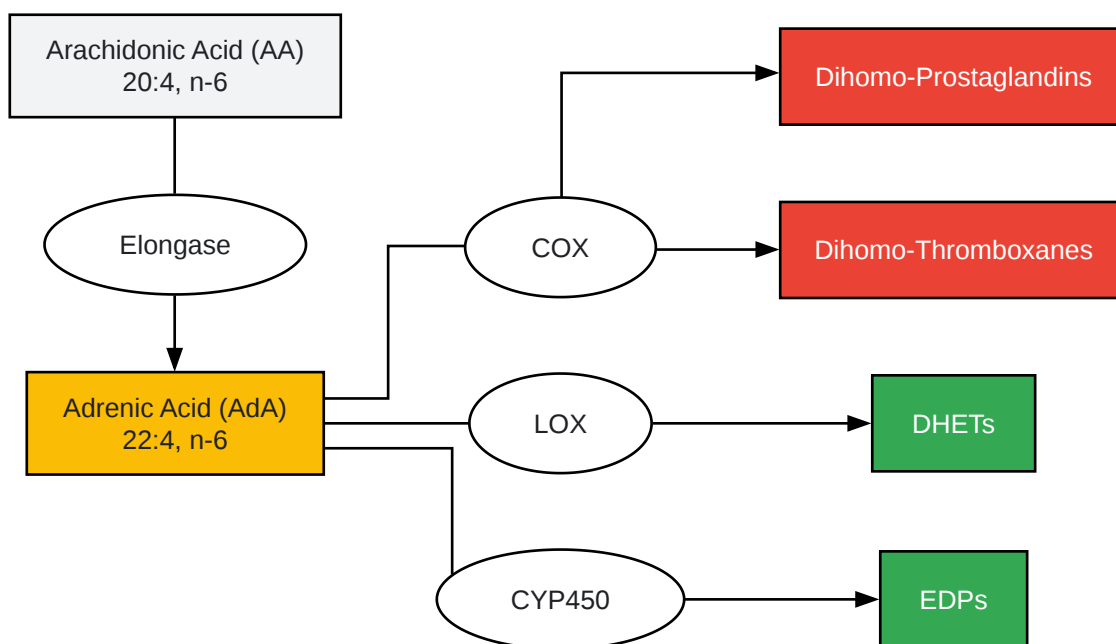 Arachidonic Acid (AA)
20:4, n-6
Dihomo-Prostaglandins
Elongase
COX
Dihomo-Thromboxanes
Adrenic Acid (AdA)
22:4, n-6
LOX
DHETs
CYP450
EDPs